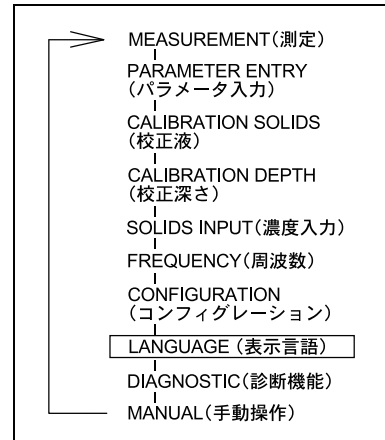 MEASUREMENT(測定)
PARAMETER ENTRY
(パラメータ入力)
CALIBRATION SOLIDS
(校正液)
CALIBRATION DEPTH
(校正深さ)
SOLIDS INPUT(濃度入力)
FREQUENCY(周波数)
CONFIGURATION
(コンフィグレーション)
LANGUAGE (表示言語)
DIAGNOSTIC(診断機能)
MANUAL(手動操作)